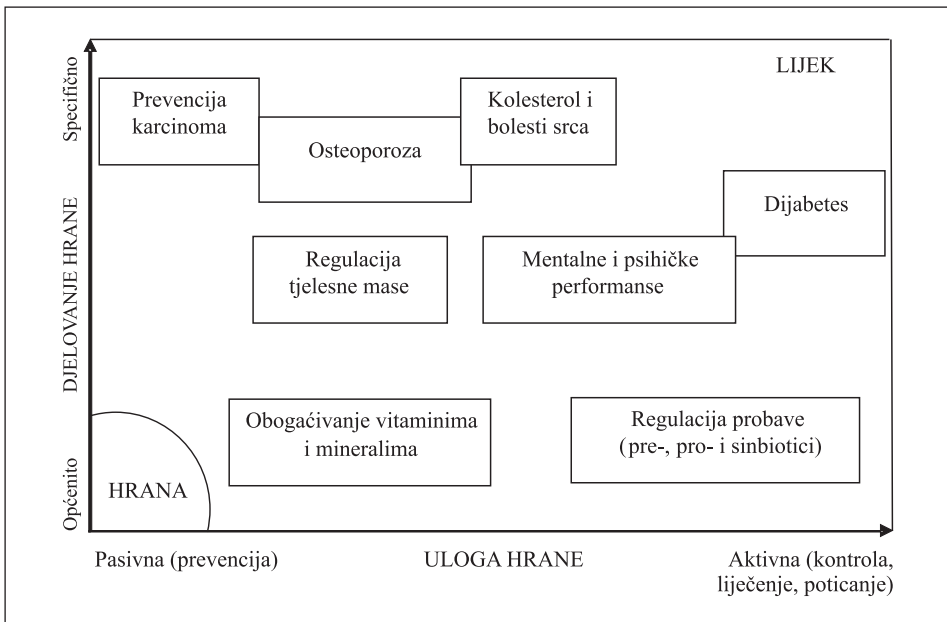 LIJEK
Specifično
DJELOVANJE HRANE
Općenito
Prevencija
karcinoma
Osteoporoza
Kolesterol i
bolesti srca
Dijabetes
Regulacija
tjelesne mase
Mentalne i psihičke
performanse
Obogaćivanje vitaminima
i mineralima
Regulacija probave
(pre-, pro- i sinbiotici)
HRANA
Pasivna (prevencija)
ULOGA HRANE
Aktivna (kontrola,
liječenje, poticanje)